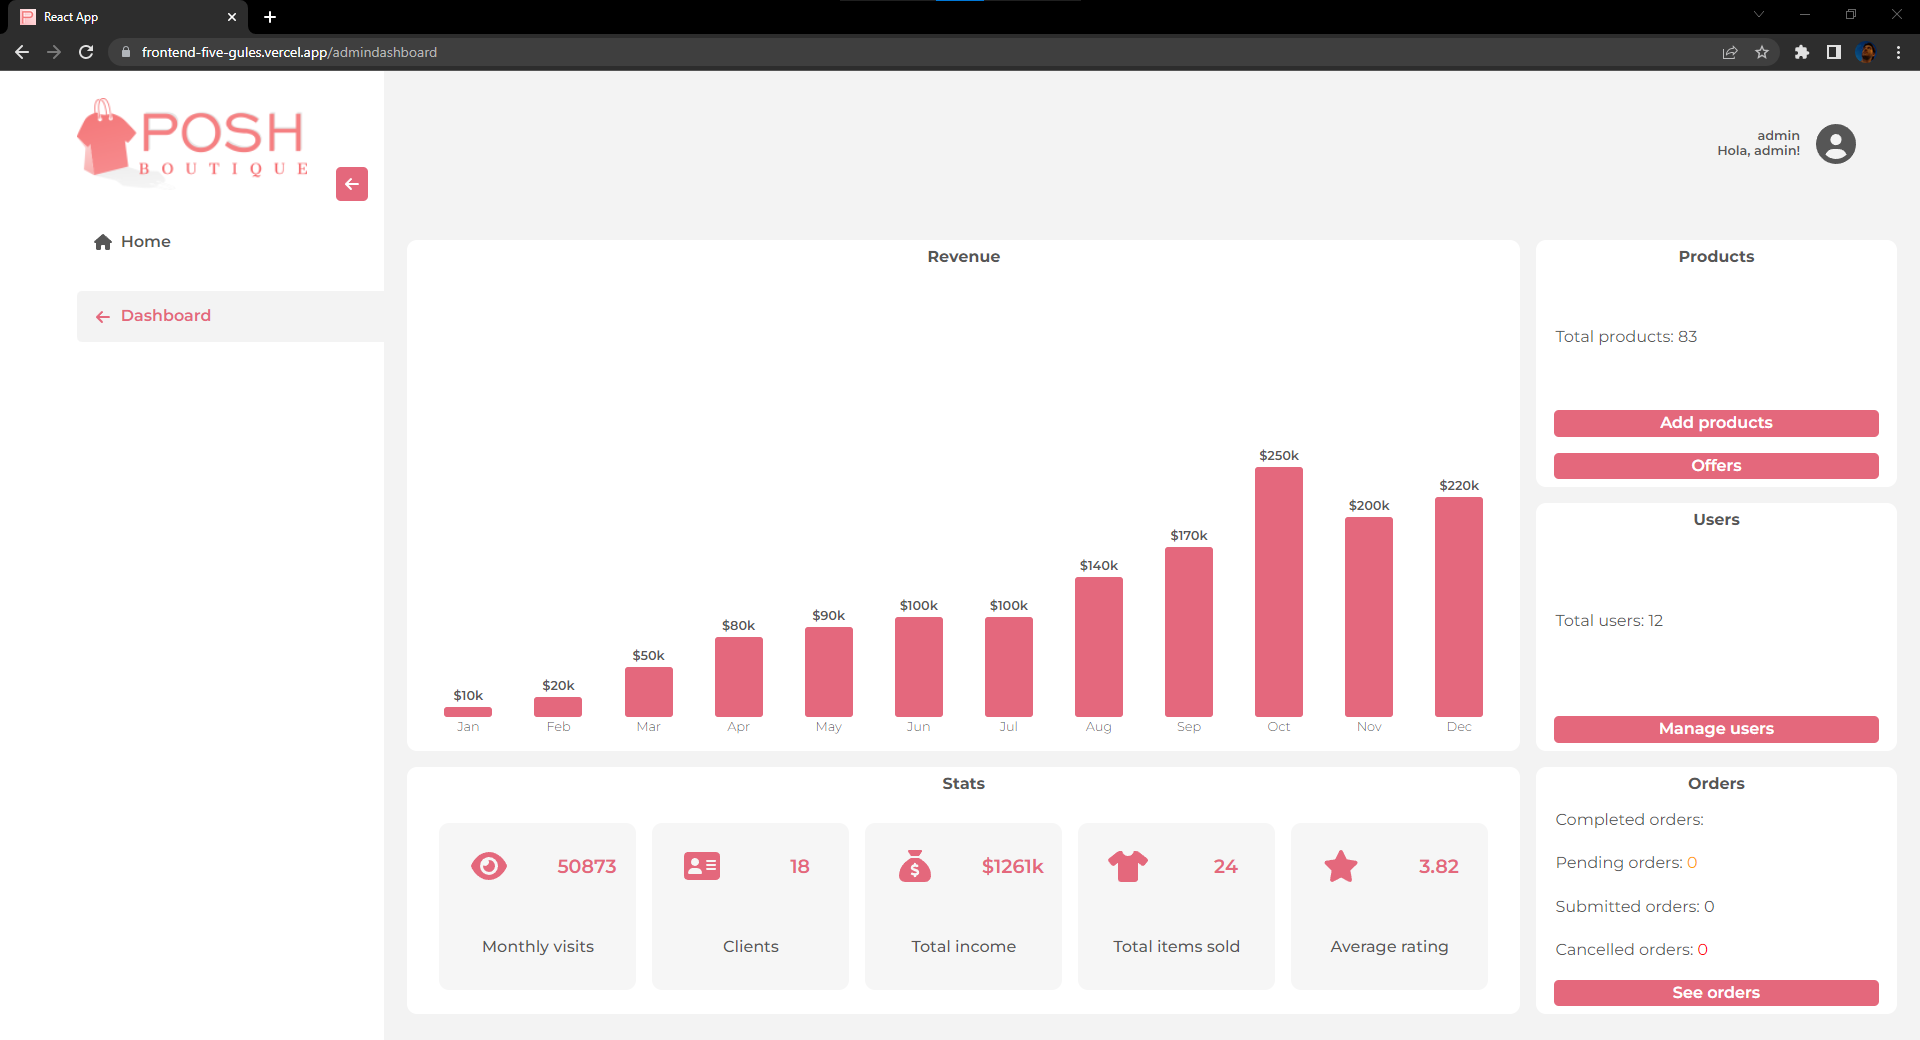 React App
frontend-five-gules.vercel.app/admindashboard
POSH
BOUTIQUE
admin
Hola, admin!
Home
Dashboard
Revenue
$10k
$20k
$50k
$80k
$90k
$100k
$100k
$140k
$170k
$250k
$200k
$220k
Jan
Feb
Mar
Apr
May
Jun
Jul
Aug
Sep
Oct
Nov
Dec
Products
Total products: 83
Add products
Offers
Users
Total users: 12
Manage users
Stats
50873
Monthly visits
18
Clients
$1261k
Total income
24
Total items sold
3.82
Average rating
Orders
Completed orders:
Pending orders: 0
Submitted orders: 0
Cancelled orders: 0
See orders